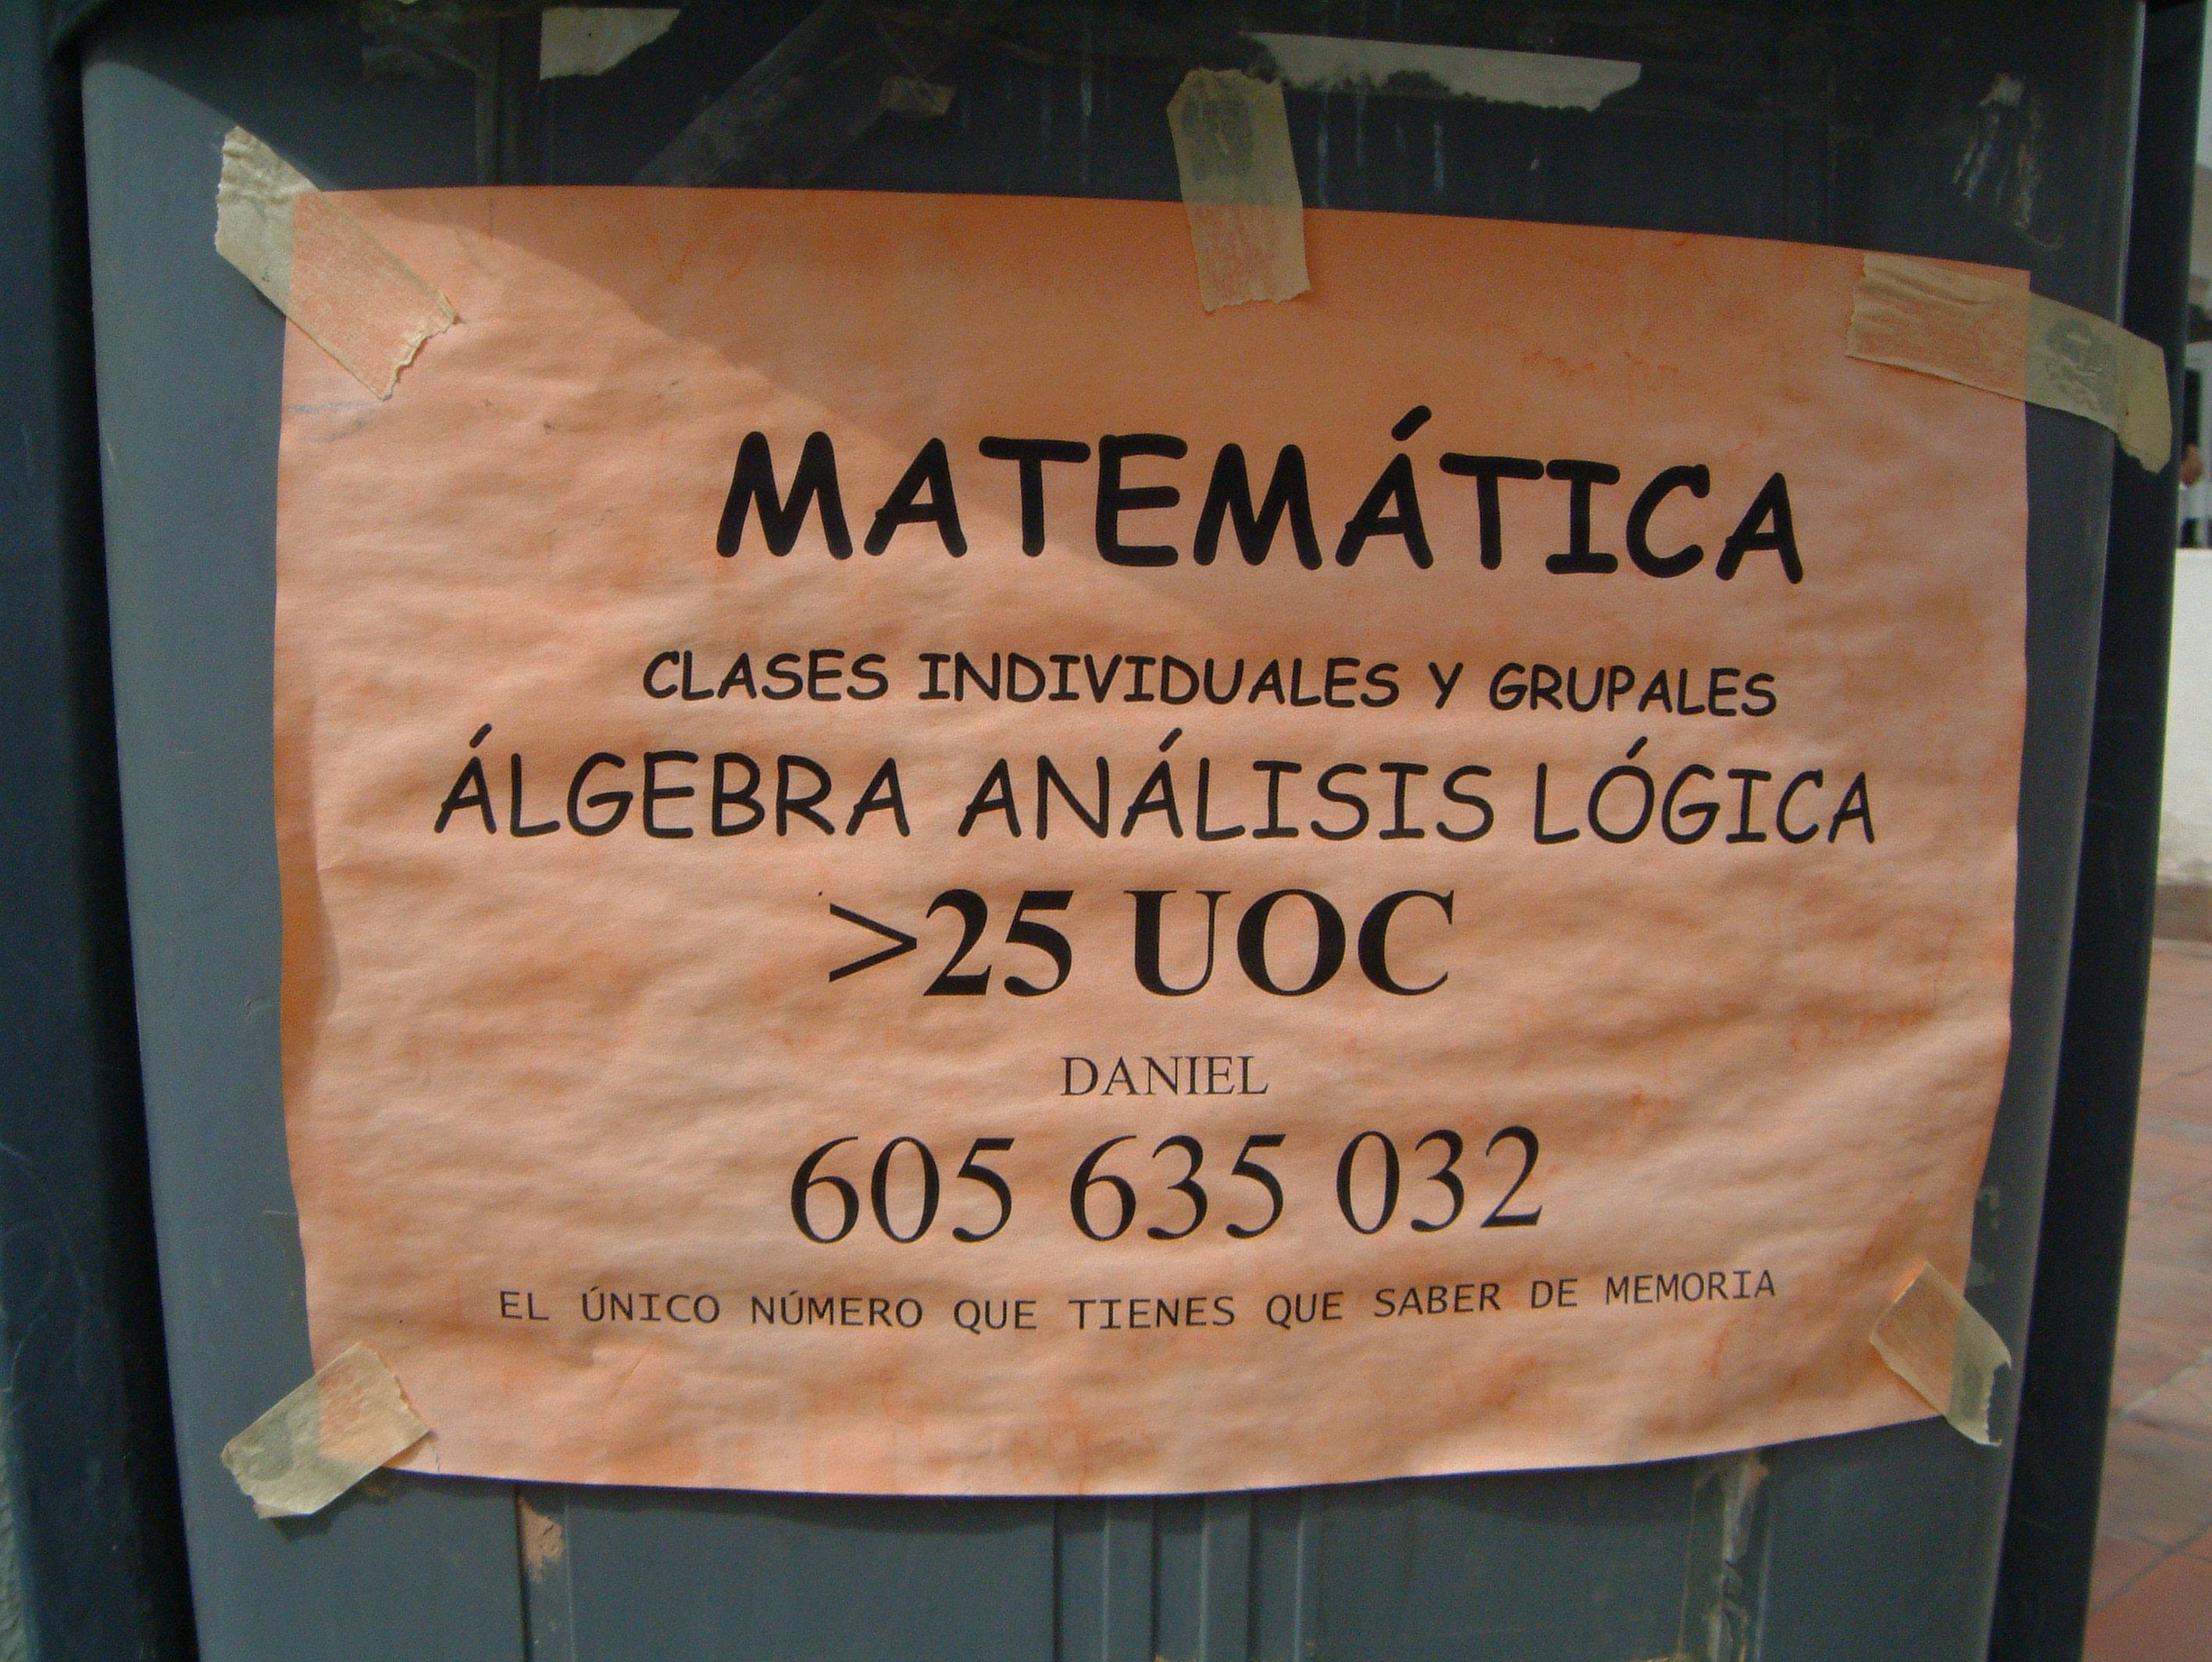 MATEMÁTICA
CLASES INDIVIDUALES Y GRUPALES
ÁLGEBRA ANÁLISIS LÓGICA
>25 UOC
DANIEL
605 635 032
EL ÚNICO NÚMERO QUE TIENES QUE SABER DE MEMORIA